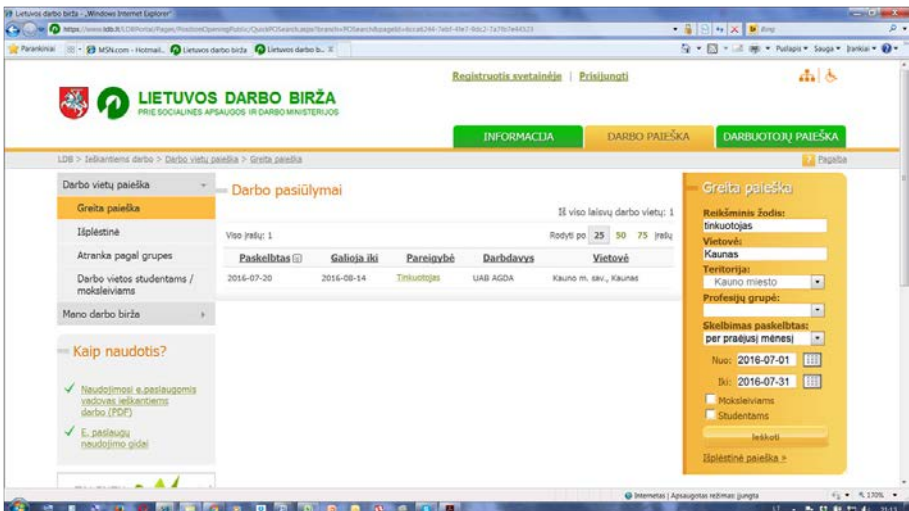 Lietuvos darbo birža - „Windows Internet Explorer“
Bing
Parankiniai
MSN.com - Hotmail..
Lietuvos darbo birža
Lietuvos darbo b...
Puslapis
Sauga
Įrankiai
Registruotis svetainėje | Prisijungti
LIETUVOS DARBO BIRŽA
PRIE SOCIALINĖS APSAUGOS IR DARBO MINISTERIJOS
INFORMACIJA
DARBO PAIEŠKA
DARBUOTOJŲ PAIEŠKA
LDB > Ieškantiems darbo > Darbo vietų paieška > Greita paieška
Pagalba
Darbo vietų paieška
Greita paieška
Išplėstinė
Atranka pagal grupes
Darbo vietos studentams /
moksleiviams
Mano darbo birža
Kaip naudotis?
Naudojimosi e.paslaugomis
vadovas ieškantiems
darbo (PDF)
E. paslaugų
naudojimo gidai
Darbo pasiūlymai
Iš viso laisvų darbo vietų: 1
Viso įrašų: 1
Rodyti po 25 50 75 įrašų
Paskelbtas Galioja iki Pareigybė Darbdavys Vietovė
2016-07-20 2016-08-14 Tinkuotojas UAB AGDA Kauno m. sav., Kaunas
Greita paieška
Reikšminis žodis:
tinkuotojas
Vietovė:
Kaunas
Teritorija:
Kauno miesto
Profesijų grupė:
Skelbimas paskelbtas:
per praėjusį mėnesį
Nuo: 2016-07-01
Iki: 2016-07-31
Moksleiviams
Studentams
Ieškoti
Išplėstinė paieška »
Internetas | Apsaugotas režimas: įjungta
170%